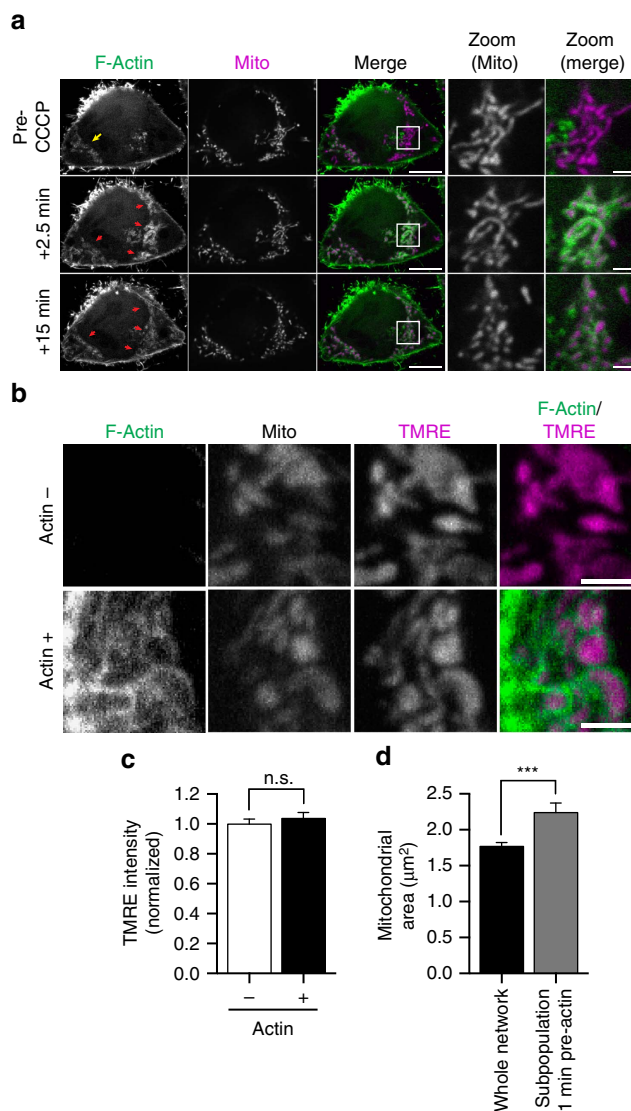 a
F-Actin
Mito
Merge
Zoom
(Mito)
Zoom
(merge)
Pre-
CCCP
+2.5 min
+15 min
b
F-Actin
Mito
TMRE
F-Actin/
TMRE
Actin –
Actin +
c
n.s.
TMRE intensity
(normalized)
1.2
1.0
0.8
0.6
0.4
0.2
0.0
–
+
Actin
d
***
Mitochondrial
area (μm²)
2.5
2.0
1.5
1.0
0.5
0.0
Whole network
Subpopulation
1 min pre-actin